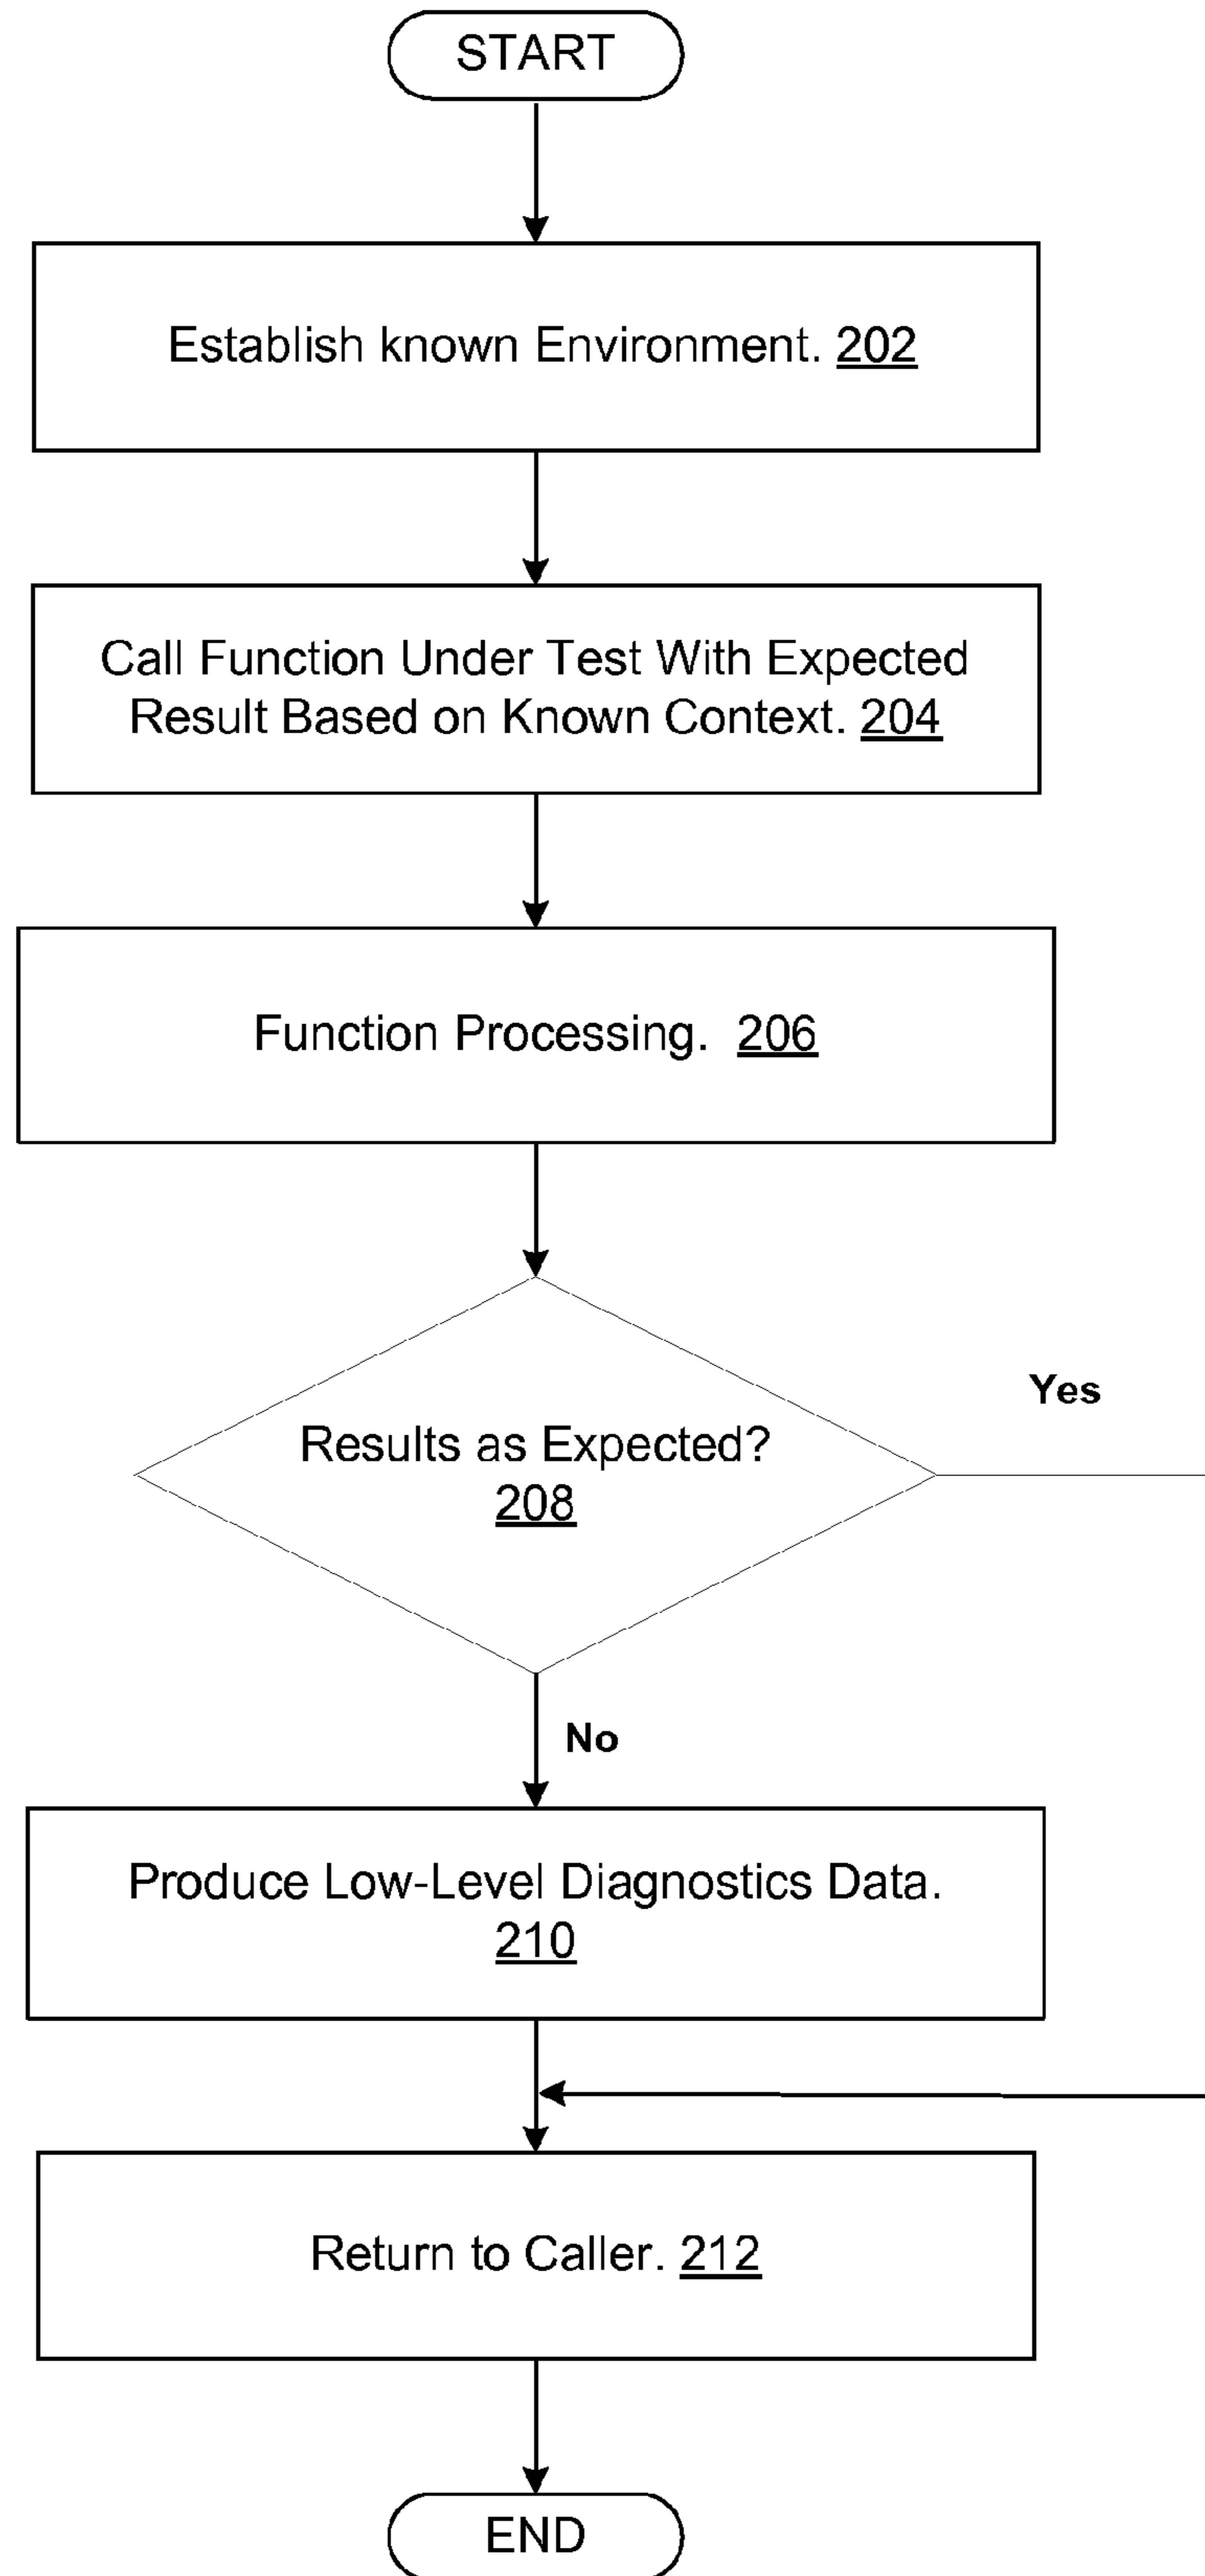 START
Establish known Environment. 202
Call Function Under Test With Expected
Result Based on Known Context. 204
Function Processing. 206
Yes
Results as Expected?
208
No
Produce Low-Level Diagnostics Data.
210
Return to Caller. 212
END